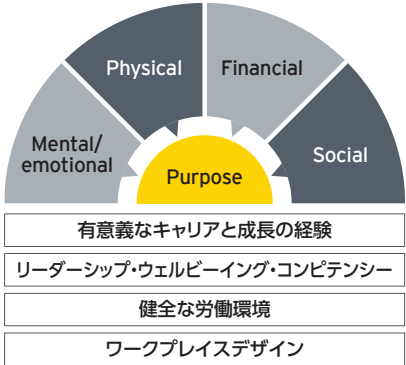 Physical
Financial
Mental/
emotional
Social
Purpose
有意義なキャリアと成長の経験
リーダーシップ・ウェルビーイング・コンピテンシー
健全な労働環境
ワークプレイスデザイン